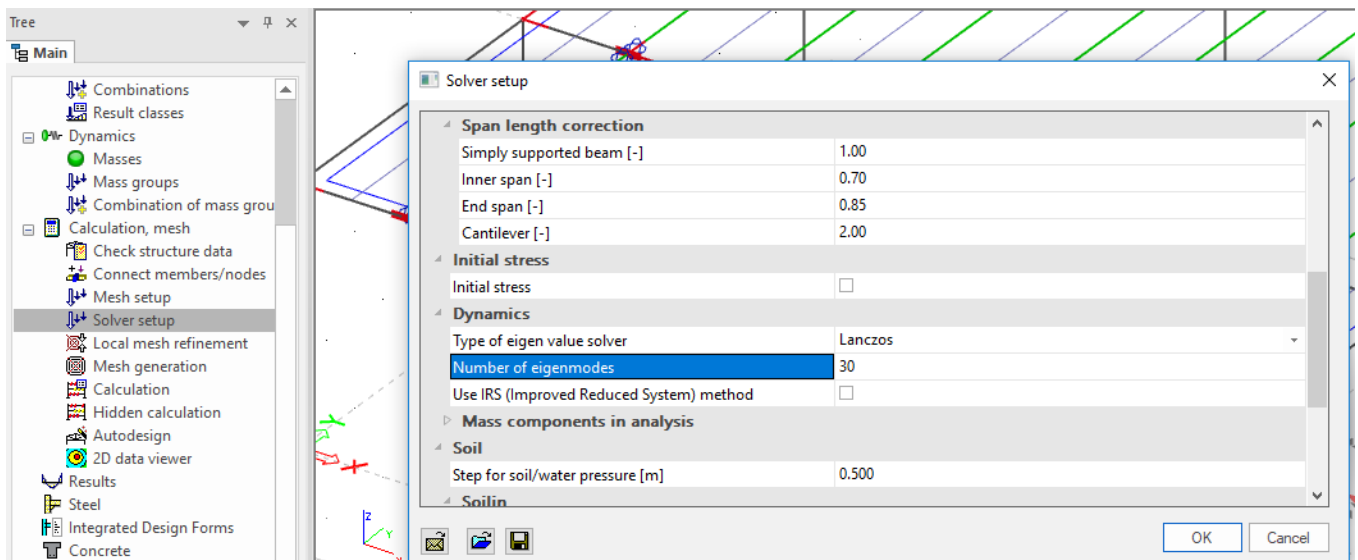 Tree
Main
Combinations
Result classes
Dynamics
Masses
Mass groups
Combination of mass grou
Calculation, mesh
Check structure data
Connect members/nodes
Mesh setup
Solver setup
Local mesh refinement
Mesh generation
Calculation
Hidden calculation
Autodesign
2D data viewer
Results
Steel
Integrated Design Forms
Concrete
Y
X
Z
Y
X
Solver setup
Span length correction
Simply supported beam [-] 1.00
Inner span [-] 0.70
End span [-] 0.85
Cantilever [-] 2.00
Initial stress
Initial stress
Dynamics
Type of eigen value solver Lanczos
Number of eigenmodes 30
Use IRS (Improved Reduced System) method
Mass components in analysis
Soil
Step for soil/water pressure [m] 0.500
Soilin
OK Cancel